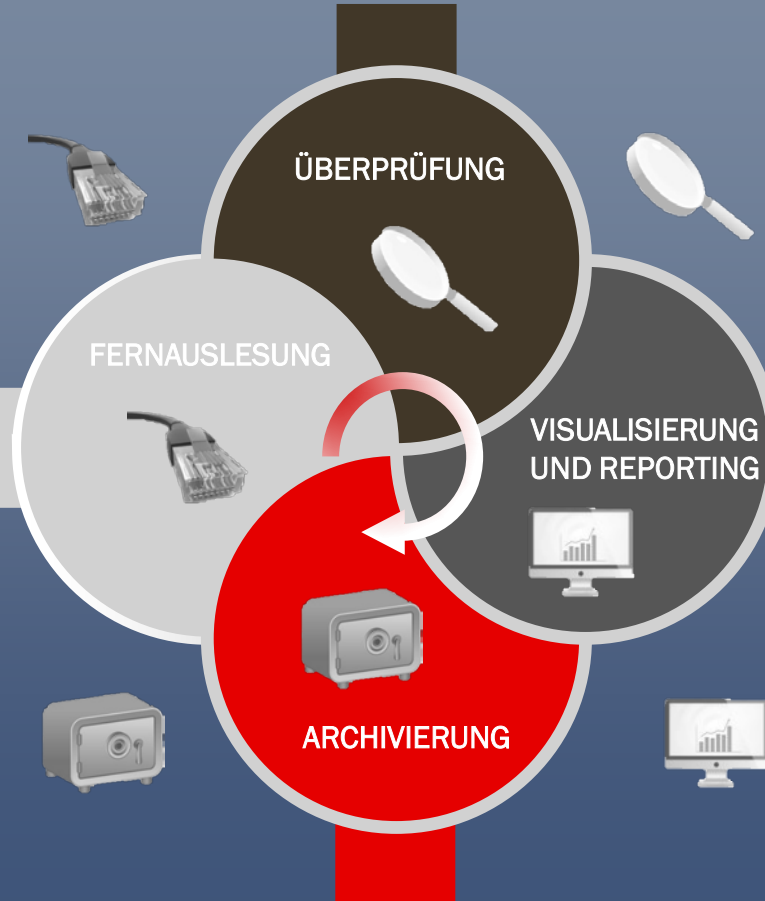 ÜBERPRÜFUNG
FERNAUSLESUNG
VISUALISIERUNG
UND REPORTING
ARCHIVIERUNG